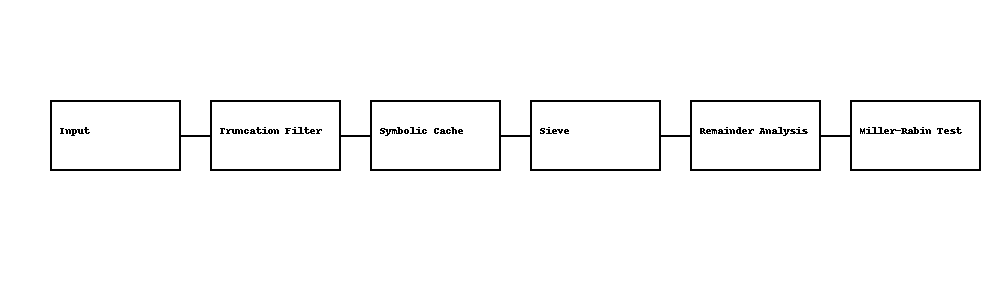 Input
Truncation Filter
Symbolic Cache
Sieve
Remainder Analysis
Miller-Rabin Test